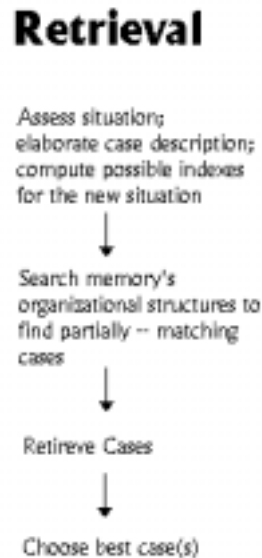 Retrieval
Assess situation;
elaborate case description;
compute possible indexes
for the new situation
Search memory's
organizational structures to
find partially -- matching
cases
Retireve Cases
Choose best case(s)